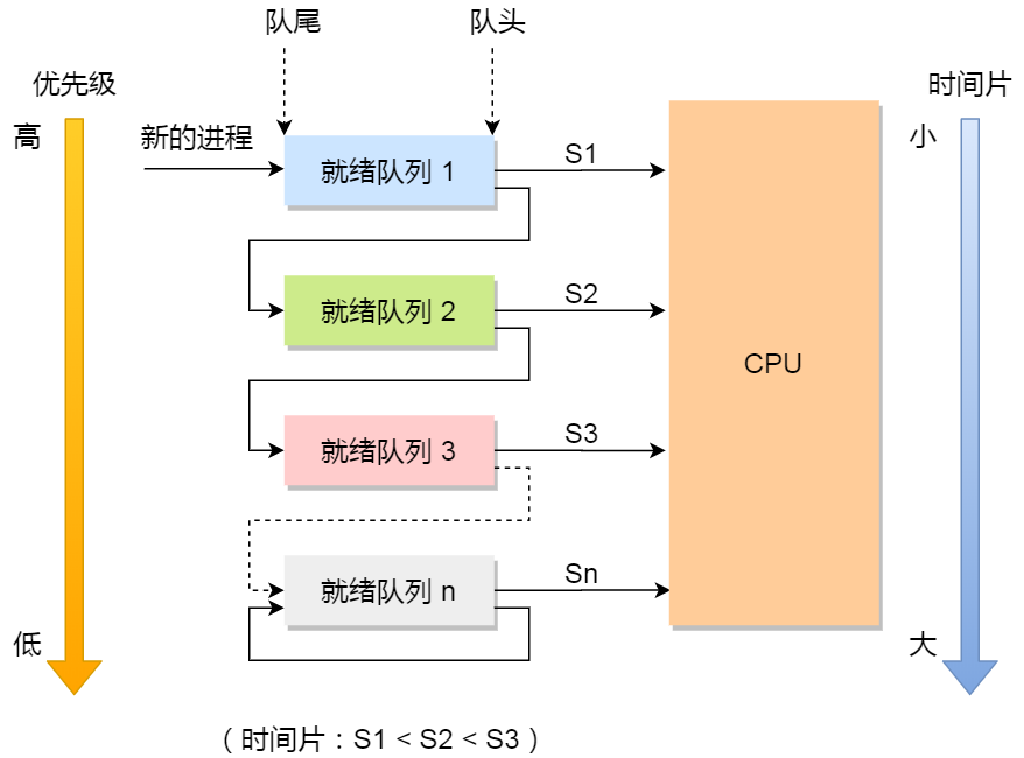 队尾
队头
优先级
时间片
高
新的进程
小
就绪队列 1
S1
就绪队列 2
S2
CPU
就绪队列 3
S3
就绪队列 n
Sn
低
大
（时间片：S1 < S2 < S3）